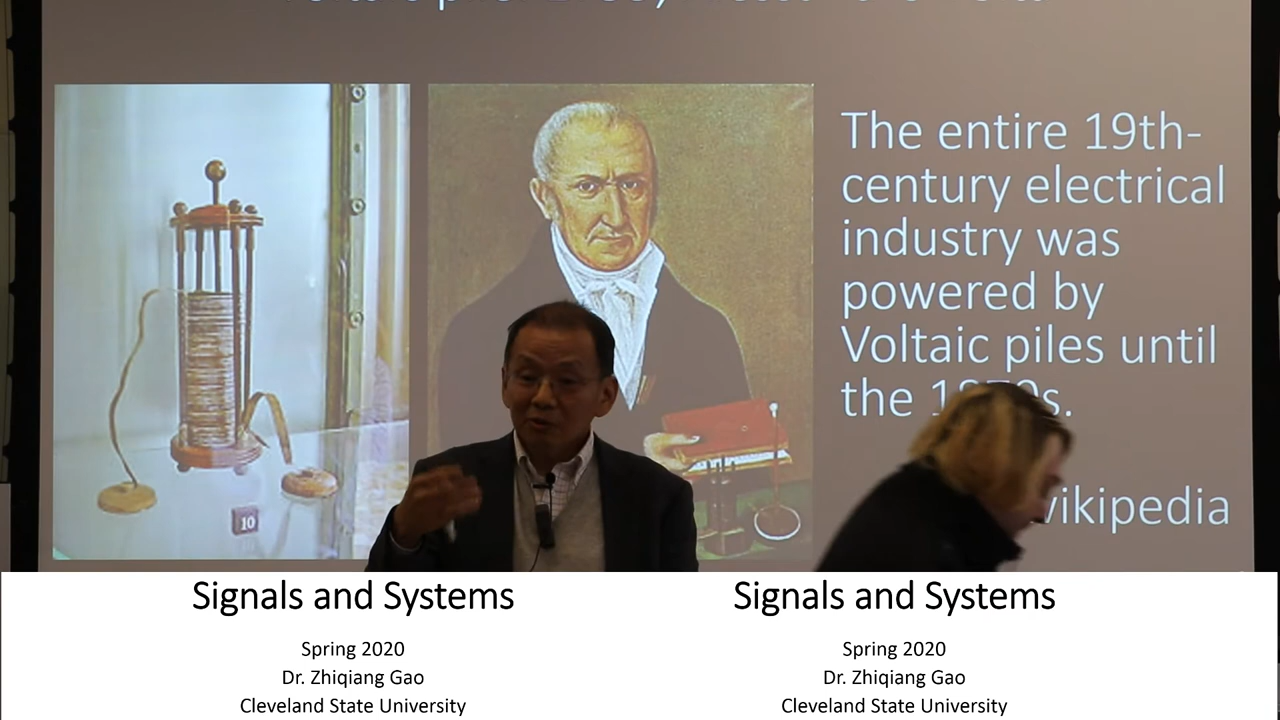 The entire 19th-
century electrical
industry was
powered by
Voltaic piles until
the
wikipedia
10
Signals and Systems
Spring 2020
Dr. Zhiqiang Gao
Cleveland State University
Signals and Systems
Spring 2020
Dr. Zhiqiang Gao
Cleveland State University